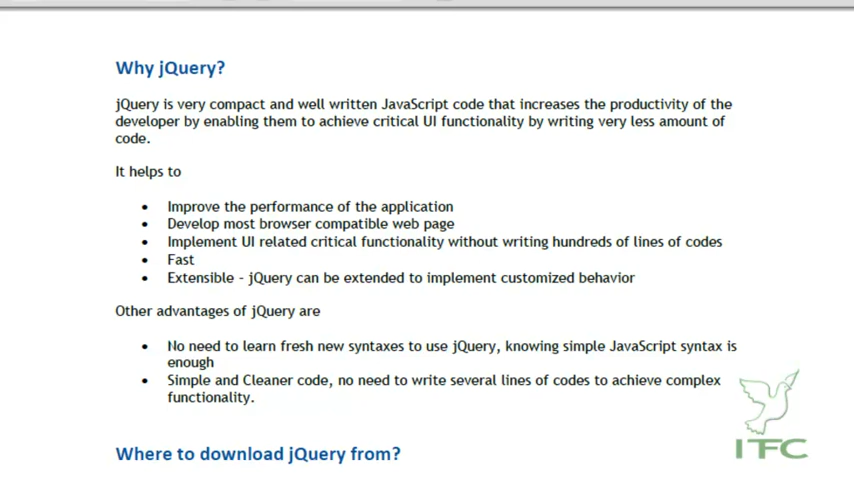 Why jQuery?
jQuery is very compact and well written JavaScript code that increases the productivity of the
developer by enabling them to achieve critical UI functionality by writing very less amount of
code.
It helps to
• Improve the performance of the application
• Develop most browser compatible web page
• Implement UI related critical functionality without writing hundreds of lines of codes
• Fast
• Extensible - jQuery can be extended to implement customized behavior
Other advantages of jQuery are
• No need to learn fresh new syntaxes to use jQuery, knowing simple JavaScript syntax is
enough
• Simple and Cleaner code, no need to write several lines of codes to achieve complex
functionality.
ITFC
Where to download jQuery from?